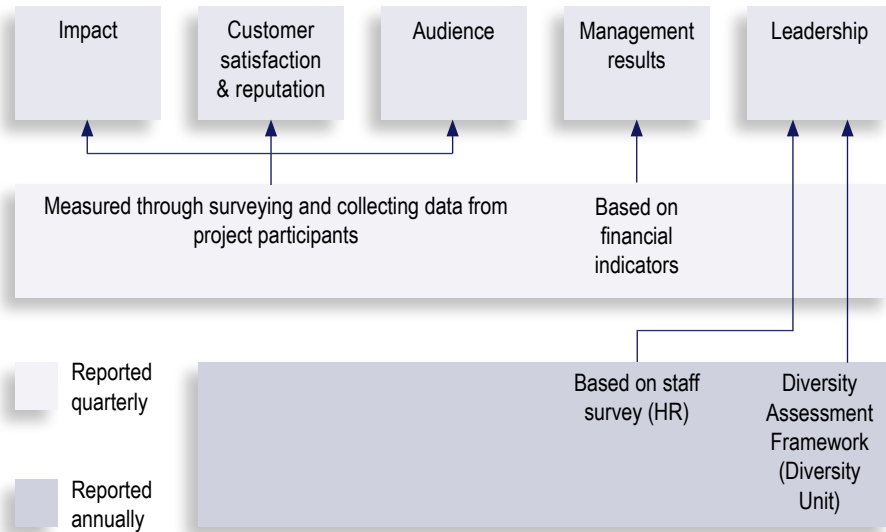 Impact
Customer
satisfaction
& reputation
Audience
Management
results
Leadership
Measured through surveying and collecting data from
project participants
Based on
financial
indicators
Reported
quarterly
Based on staff
survey (HR)
Diversity
Assessment
Framework
(Diversity
Unit)
Reported
annually